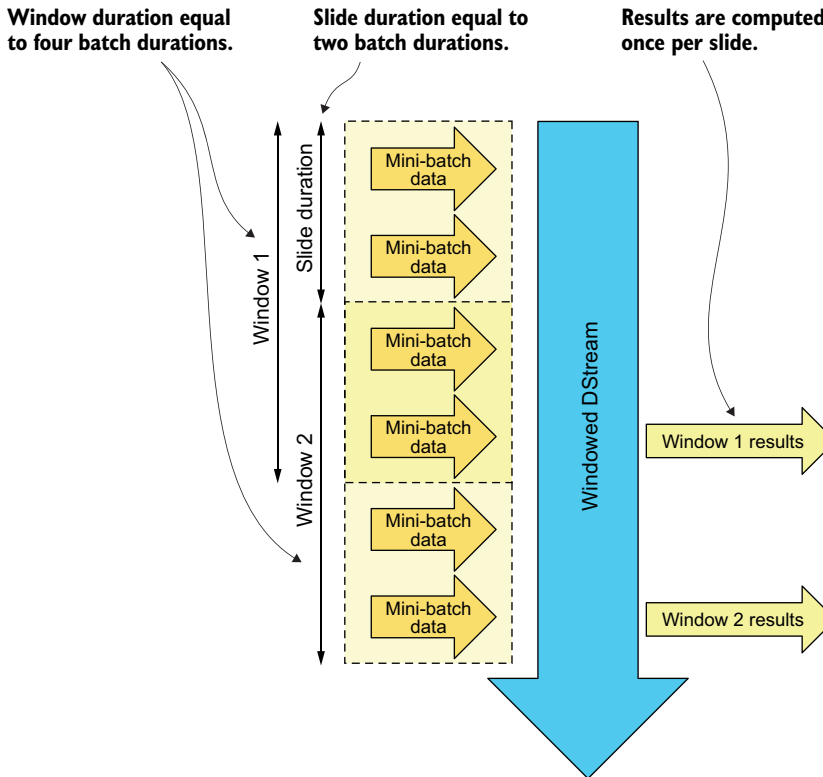 Window duration equal
to four batch durations.
Slide duration equal to
two batch durations.
Results are computed
once per slide.
Slide duration
Window 1
Window 2
Mini-batch
data
Mini-batch
data
Mini-batch
data
Mini-batch
data
Mini-batch
data
Mini-batch
data
Windowed DStream
Window 1 results
Window 2 results